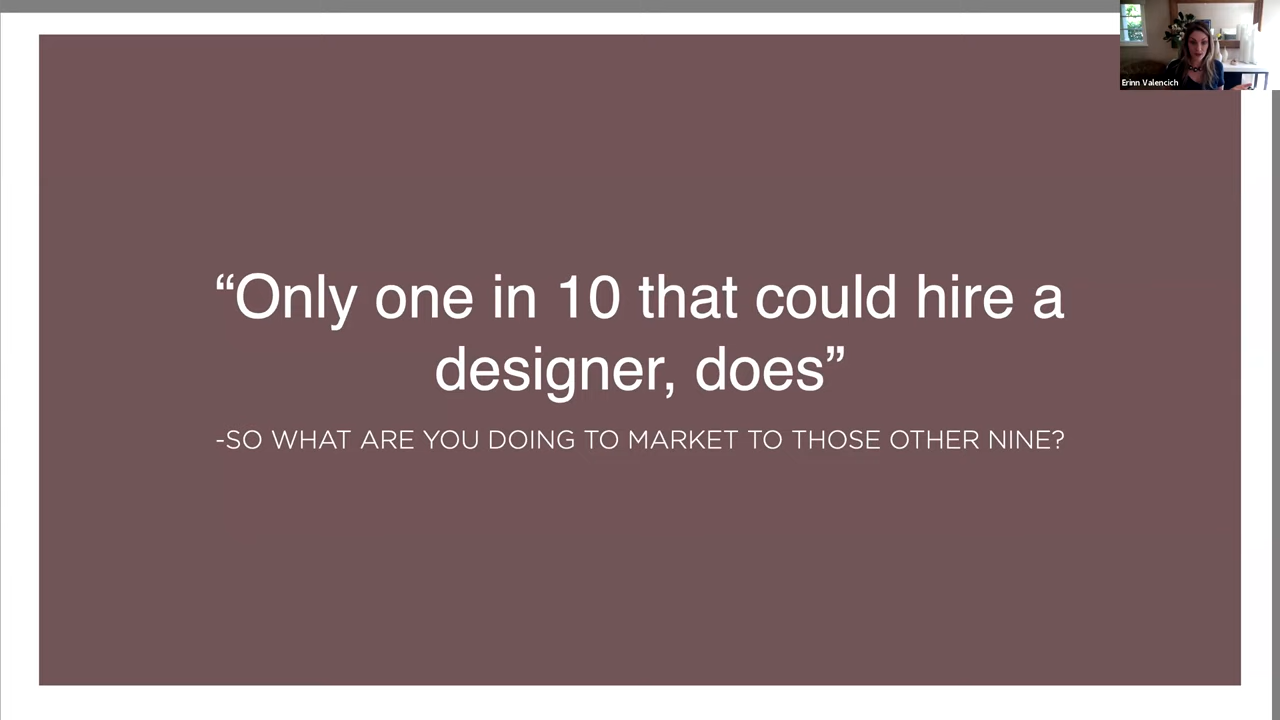 Erinn Valencich
“Only one in 10 that could hire a
designer, does”
-SO WHAT ARE YOU DOING TO MARKET TO THOSE OTHER NINE?